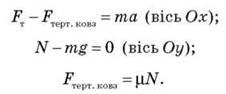 Fт – Fтерт. ковз = ma (вісь Ox);
N – mg = 0 (вісь Oy);
Fтерт. ковз = μN.